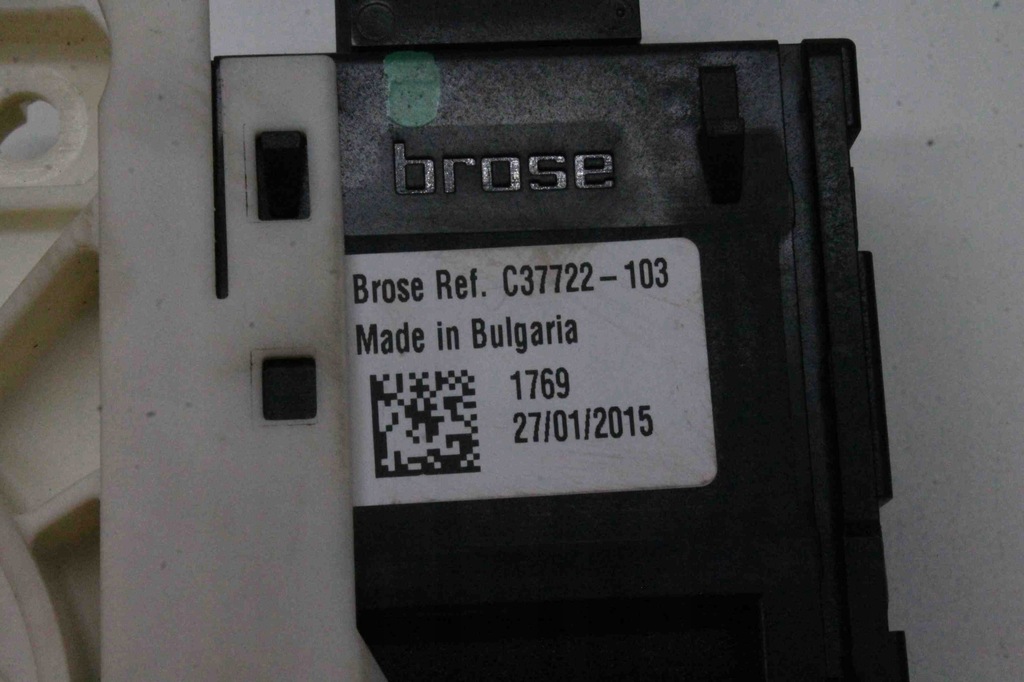 brose
Brose Ref. C37722-103
Made in Bulgaria
1769
27/01/2015